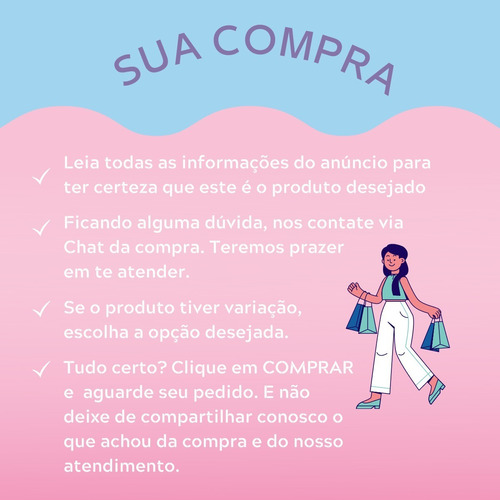 SUA COMPRA
Leia todas as informações do anúncio para
ter certeza que este é o produto desejado
Ficando alguma dúvida, nos contate via
Chat da compra. Teremos prazer
em te atender.
Se o produto tiver variação,
escolha a opção desejada.
Tudo certo? Clique em COMPRAR
e aguarde seu pedido. E não
deixe de compartilhar conosco o
que achou da compra e do nosso
atendimento.